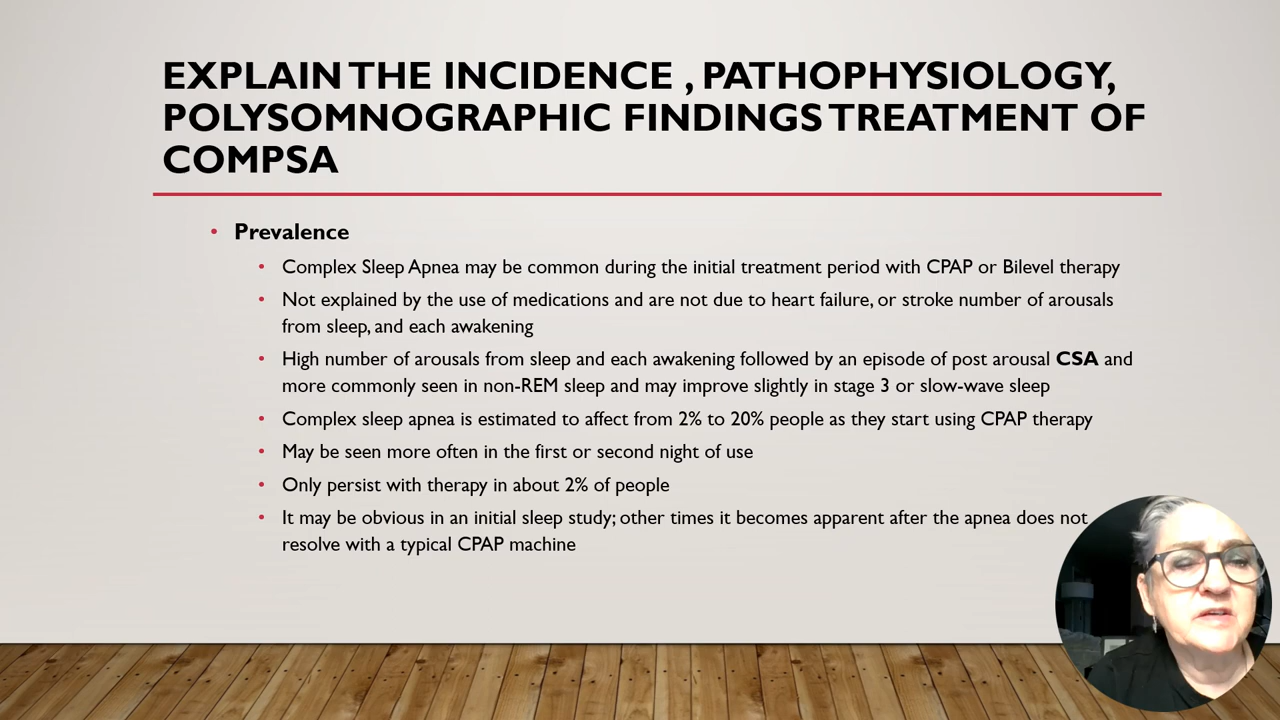 EXPLAIN THE INCIDENCE , PATHOPHYSIOLOGY,
POLYSOMNOGRAPHIC FINDINGS TREATMENT OF
COMPSA
• Prevalence
• Complex Sleep Apnea may be common during the initial treatment period with CPAP or Bilevel therapy
• Not explained by the use of medications and are not due to heart failure, or stroke number of arousals
from sleep, and each awakening
• High number of arousals from sleep and each awakening followed by an episode of post arousal CSA and
more commonly seen in non-REM sleep and may improve slightly in stage 3 or slow-wave sleep
• Complex sleep apnea is estimated to affect from 2% to 20% people as they start using CPAP therapy
• May be seen more often in the first or second night of use
• Only persist with therapy in about 2% of people
• It may be obvious in an initial sleep study; other times it becomes apparent after the apnea does not
resolve with a typical CPAP machine